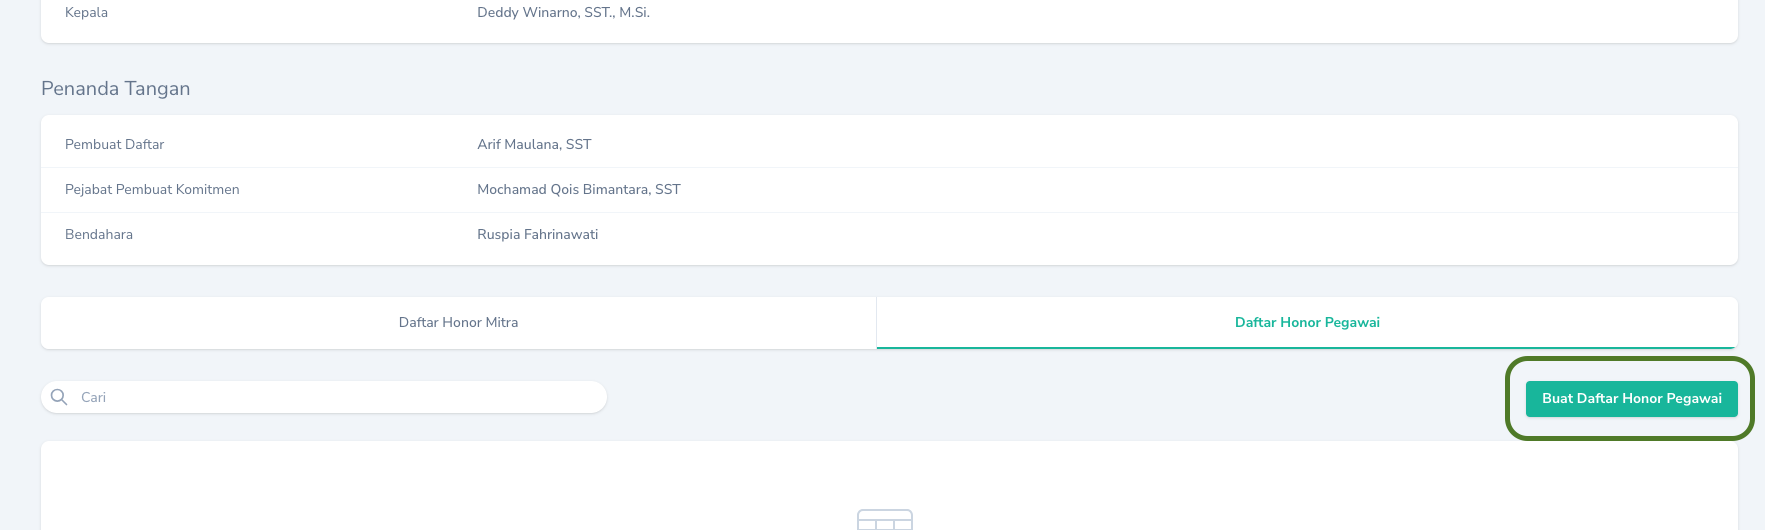 Kepala Deddy Winarno, SST., M.Si.
Penanda Tangan
Pembuat Daftar Arif Maulana, SST
Pejabat Pembuat Komitmen Mochamad Qois Bimantara, SST
Bendahara Ruspia Fahrinawati
Daftar Honor Mitra Daftar Honor Pegawai
Cari Buat Daftar Honor Pegawai